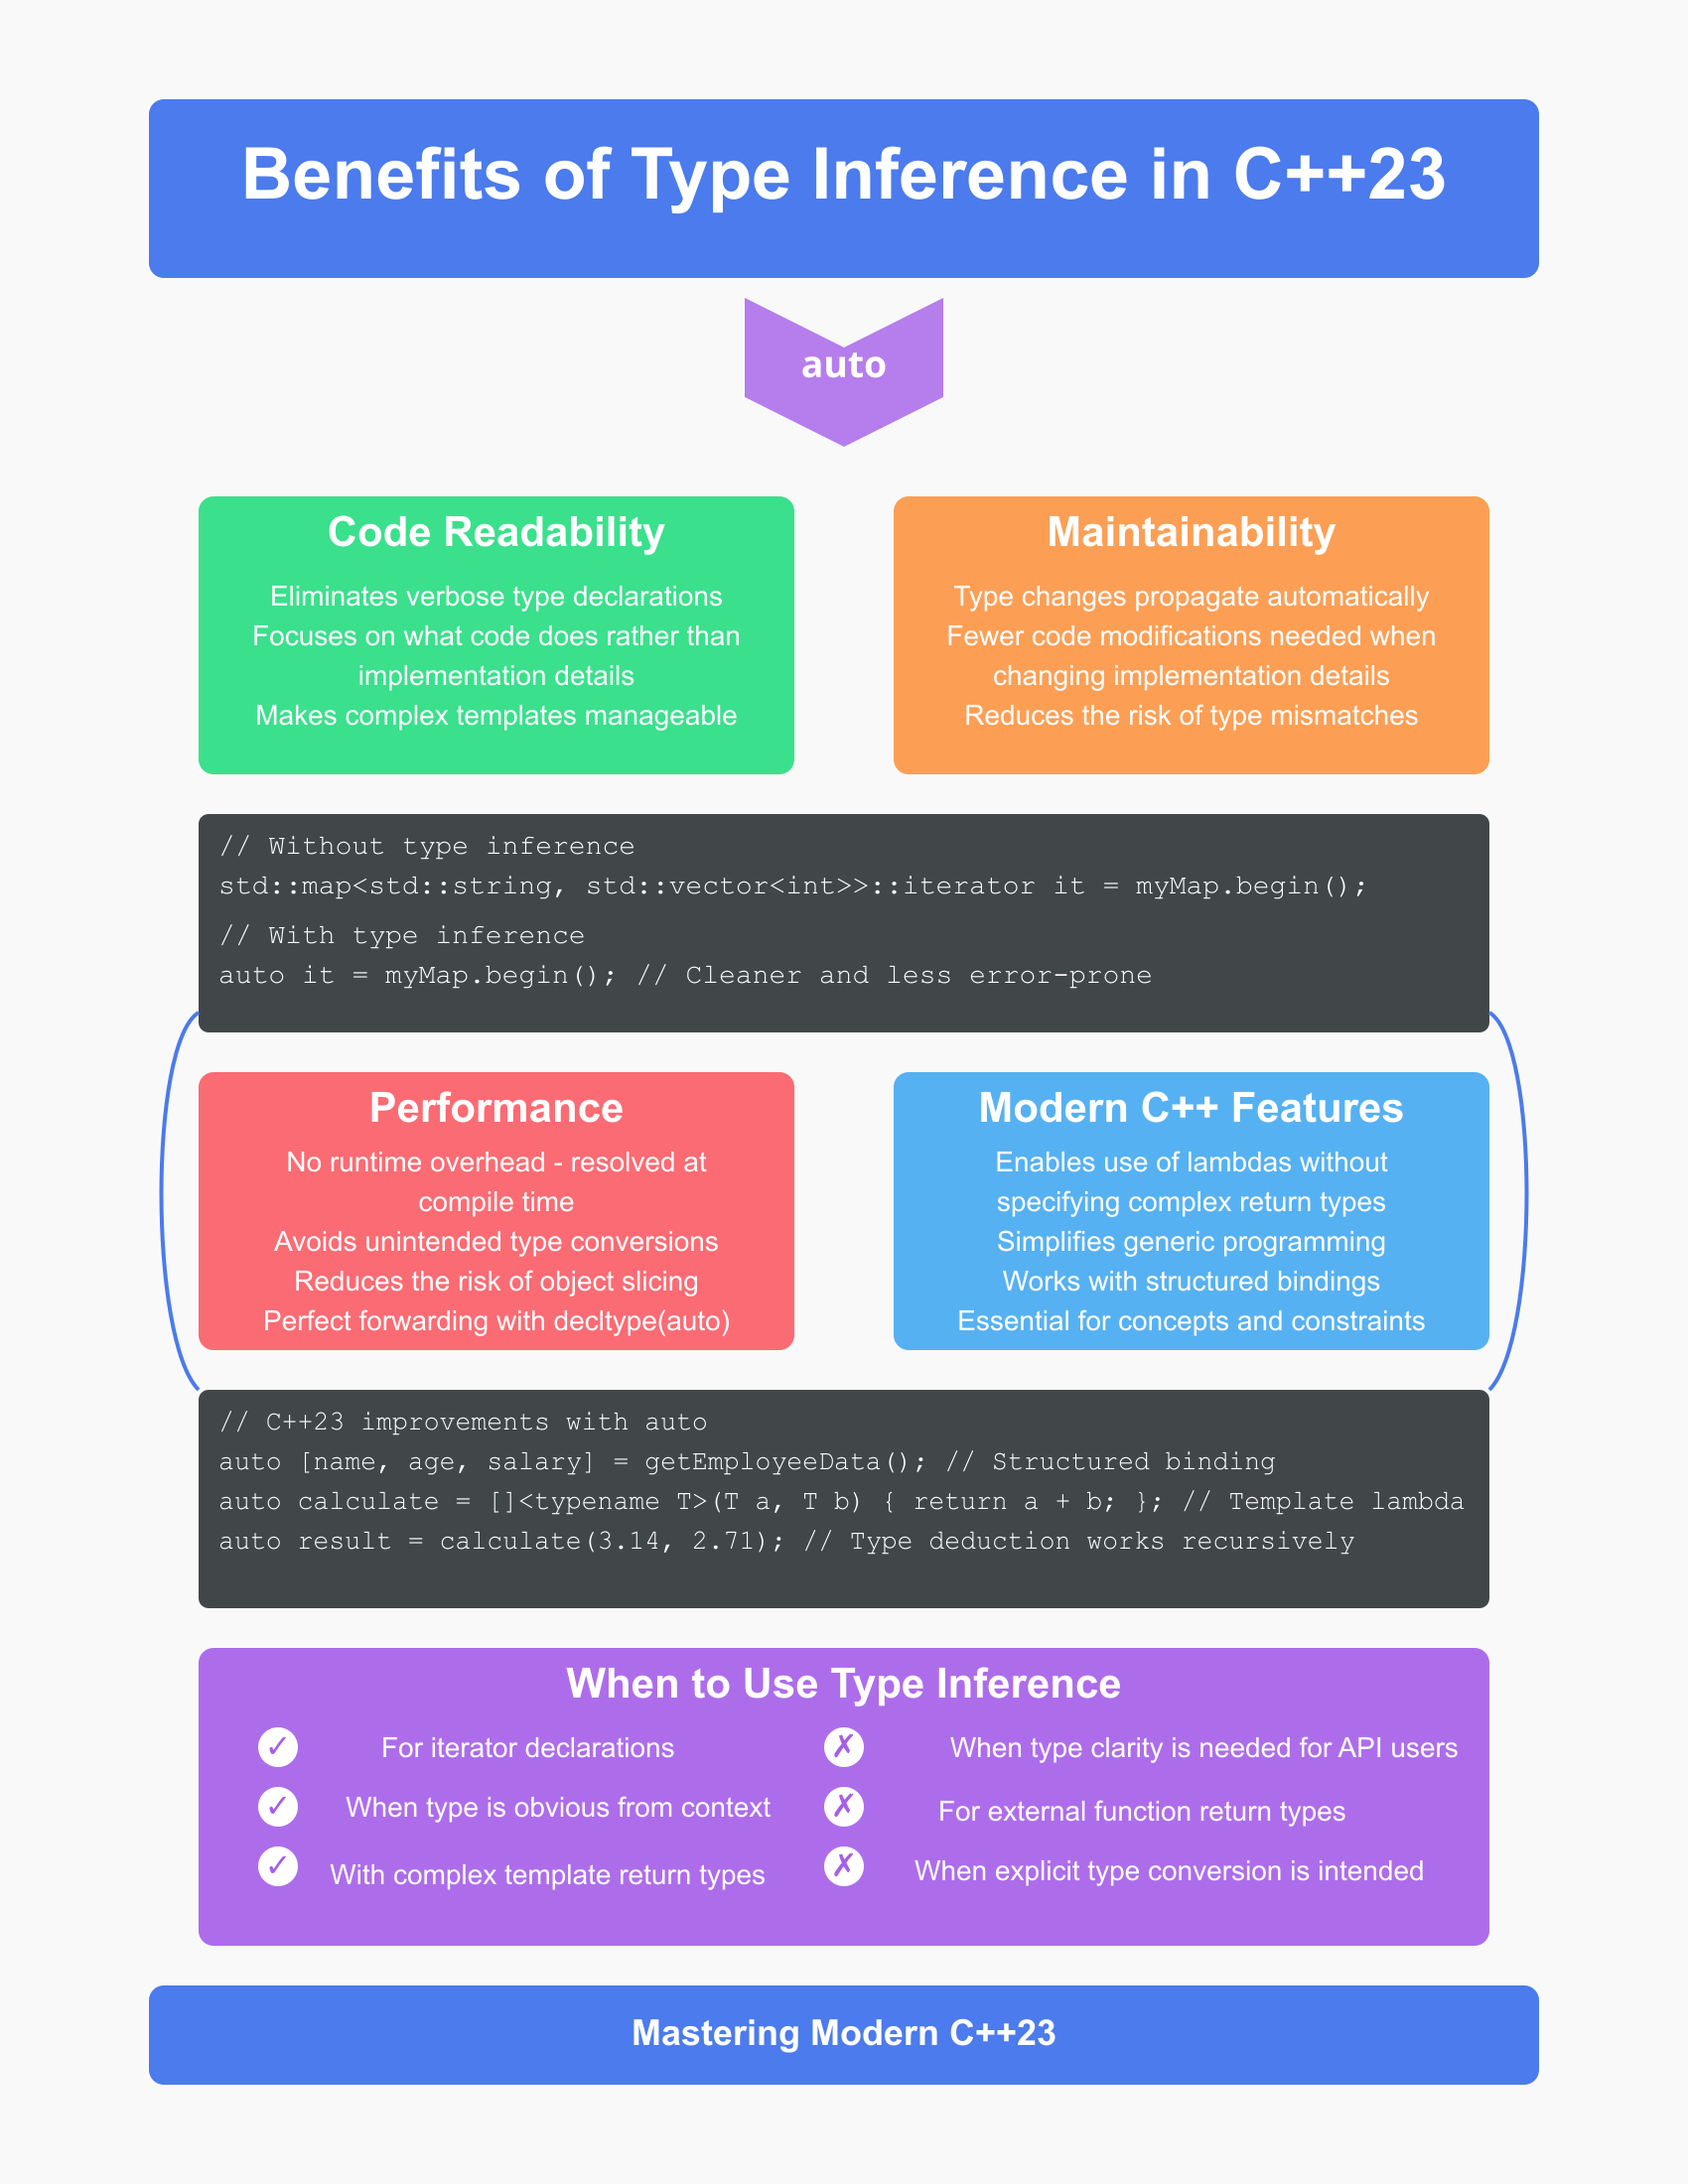 Benefits of Type Inference in C++23
auto
Code Readability
Eliminates verbose type declarations
Focuses on what code does rather than
implementation details
Makes complex templates manageable
Maintainability
Type changes propagate automatically
Fewer code modifications needed when
changing implementation details
Reduces the risk of type mismatches
// Without type inference
std::map<std::string, std::vector<int>>::iterator it = myMap.begin();
// With type inference
auto it = myMap.begin(); // Cleaner and less error-prone
Performance
No runtime overhead - resolved at
compile time
Avoids unintended type conversions
Reduces the risk of object slicing
Perfect forwarding with decltype(auto)
Modern C++ Features
Enables use of lambdas without
specifying complex return types
Simplifies generic programming
Works with structured bindings
Essential for concepts and constraints
// C++23 improvements with auto
auto [name, age, salary] = getEmployeeData(); // Structured binding
auto calculate = []<typename T>(T a, T b) { return a + b; }; // Template lambda
auto result = calculate(3.14, 2.71); // Type deduction works recursively
When to Use Type Inference
✓ For iterator declarations
✓ When type is obvious from context
✓ With complex template return types
✗ When type clarity is needed for API users
✗ For external function return types
✗ When explicit type conversion is intended
Mastering Modern C++23